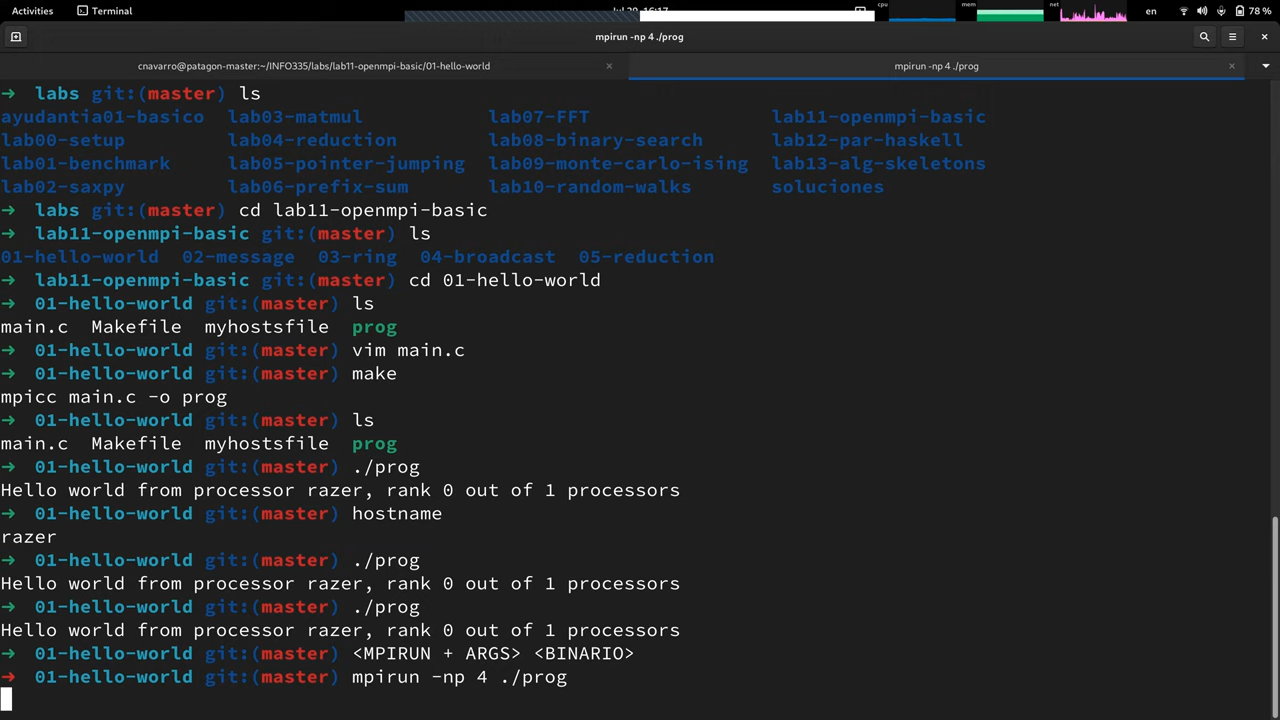 Activities Terminal cpu mem net en 78 %
mpirun -np 4 ./prog
cnavarro@patagon-master:~/INFO335/labs/lab11-openmpi-basic/01-hello-world × mpirun -np 4 ./prog ×
➜ labs git:(master) ls
ayudantia01-basico lab03-matmul lab07-FFT lab11-openmpi-basic
lab00-setup lab04-reduction lab08-binary-search lab12-par-haskell
lab01-benchmark lab05-pointer-jumping lab09-monte-carlo-ising lab13-alg-skeletons
lab02-saxpy lab06-prefix-sum lab10-random-walks soluciones
➜ labs git:(master) cd lab11-openmpi-basic
➜ lab11-openmpi-basic git:(master) ls
01-hello-world 02-message 03-ring 04-broadcast 05-reduction
➜ lab11-openmpi-basic git:(master) cd 01-hello-world
➜ 01-hello-world git:(master) ls
main.c Makefile myhostsfile prog
➜ 01-hello-world git:(master) vim main.c
➜ 01-hello-world git:(master) make
mpicc main.c -o prog
➜ 01-hello-world git:(master) ls
main.c Makefile myhostsfile prog
➜ 01-hello-world git:(master) ./prog
Hello world from processor razer, rank 0 out of 1 processors
➜ 01-hello-world git:(master) hostname
razer
➜ 01-hello-world git:(master) ./prog
Hello world from processor razer, rank 0 out of 1 processors
➜ 01-hello-world git:(master) ./prog
Hello world from processor razer, rank 0 out of 1 processors
➜ 01-hello-world git:(master) <MPIRUN + ARGS> <BINARIO>
➜ 01-hello-world git:(master) mpirun -np 4 ./prog